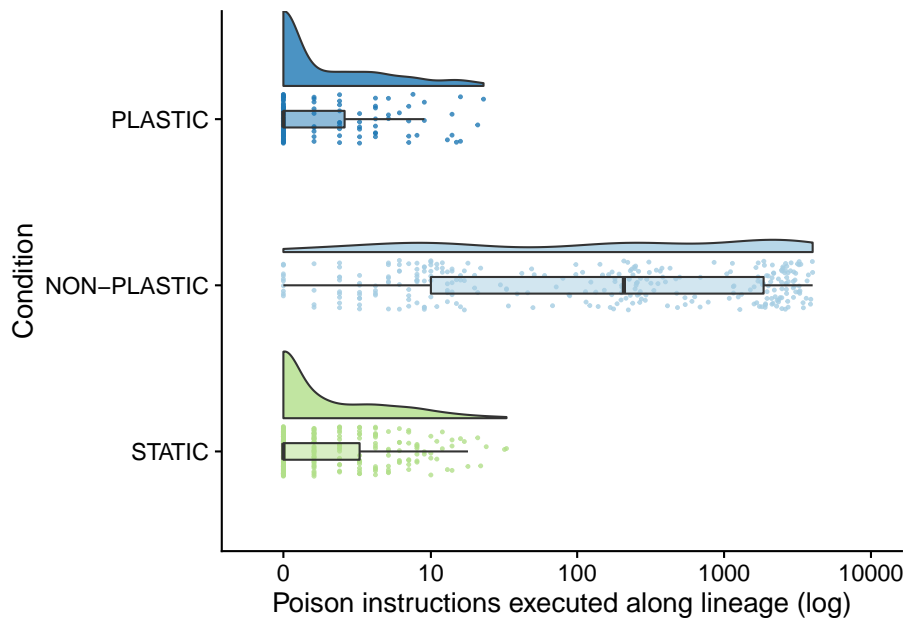 Condition
PLASTIC
NON−PLASTIC
STATIC
0 10 100 1000 10000
Poison instructions executed along lineage (log)